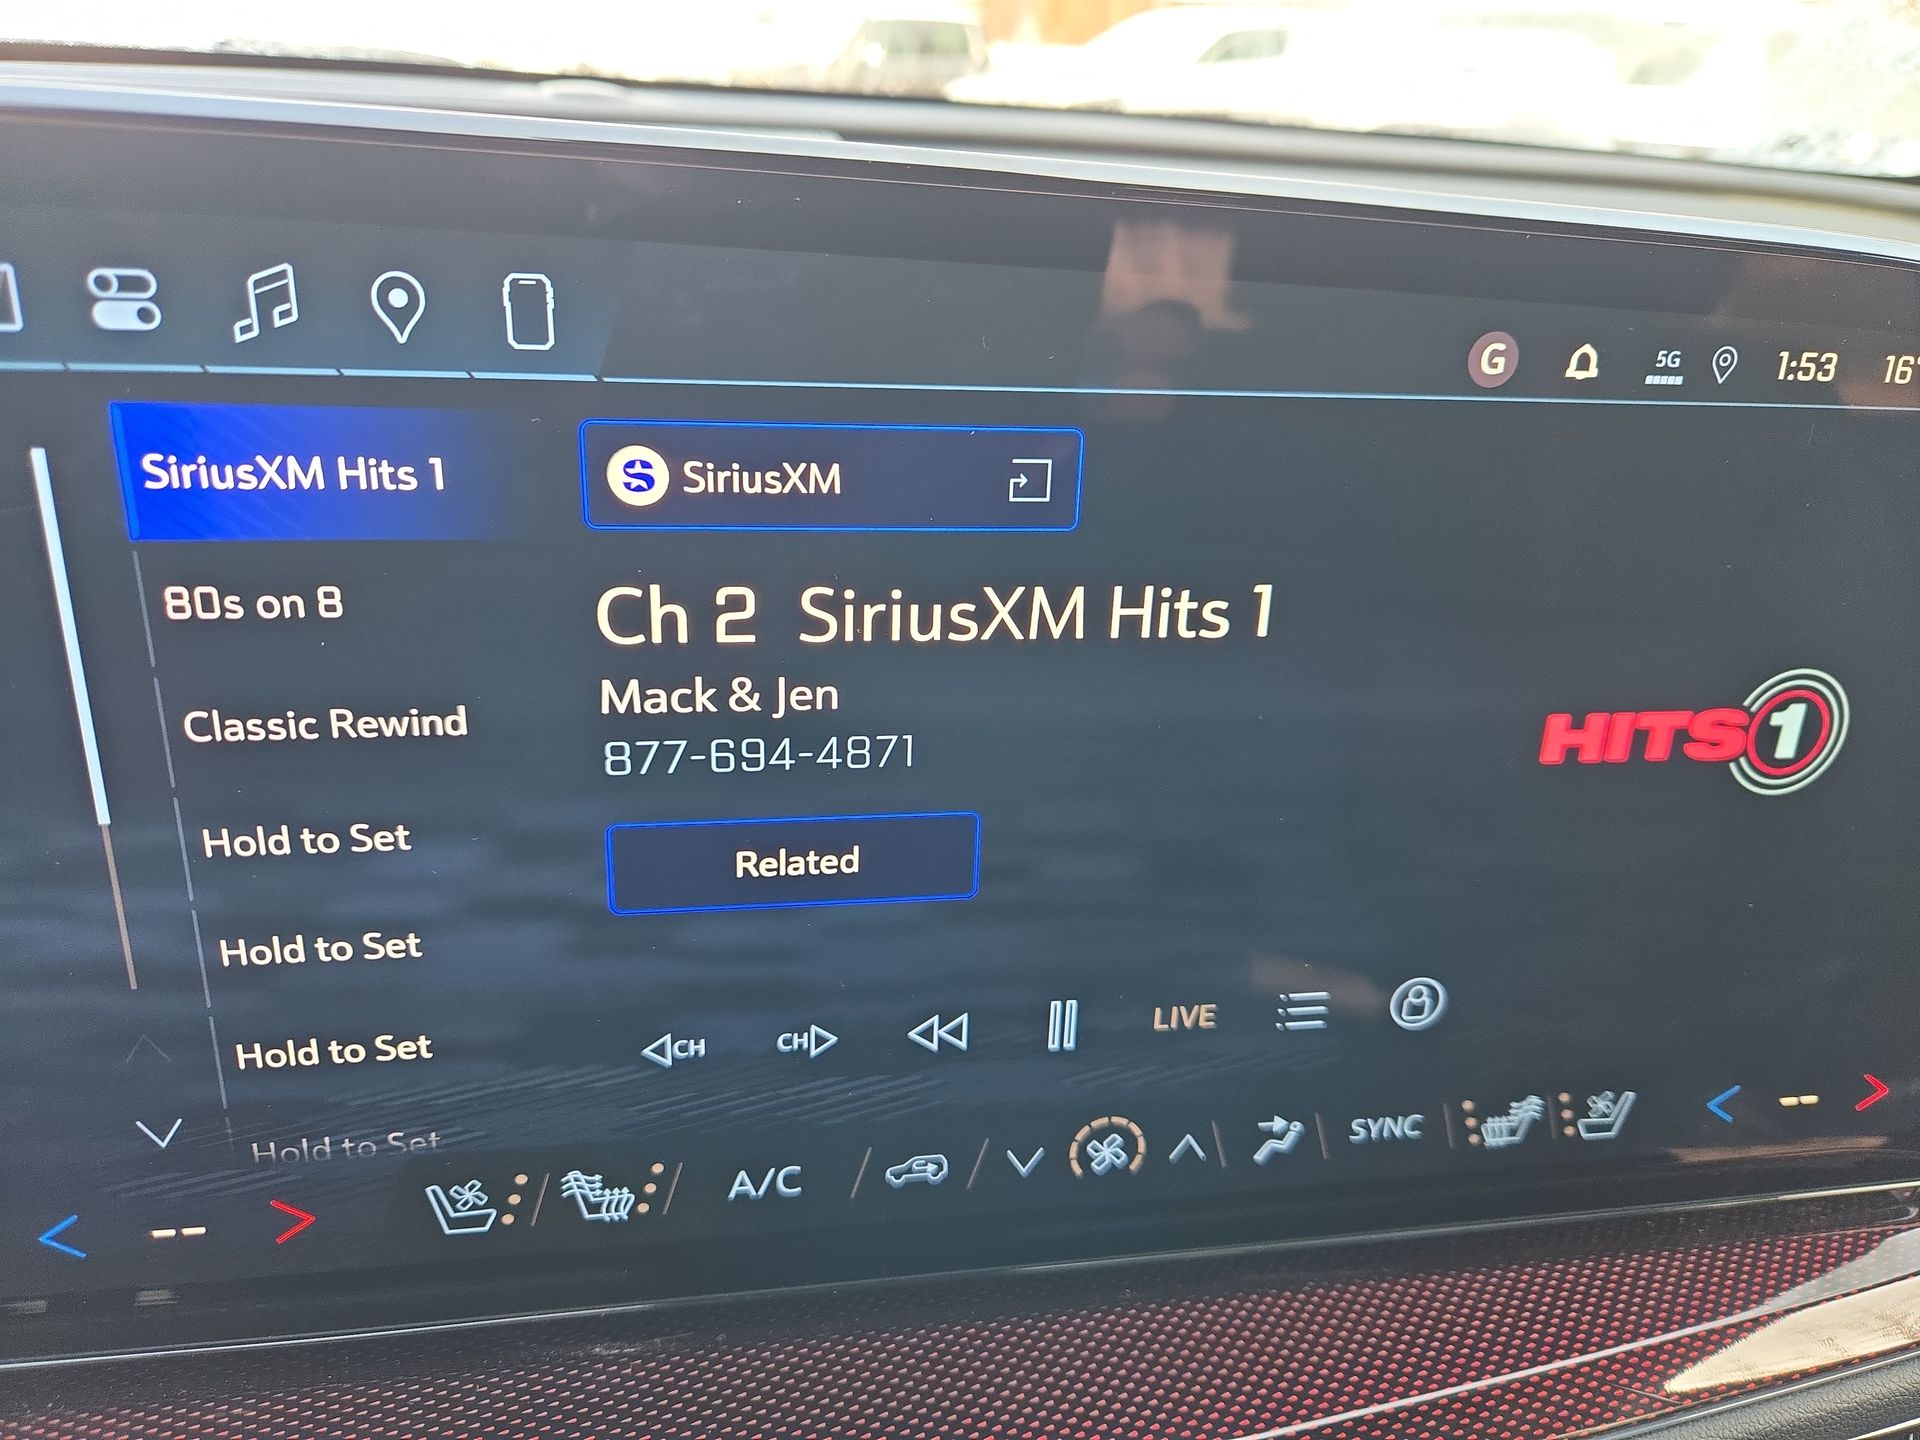 G 5G 1:53 16°
SiriusXM Hits 1
SiriusXM
80s on 8
Ch 2 SiriusXM Hits 1
Mack & Jen
877-694-4871
Classic Rewind
HITS1
Hold to Set
Related
Hold to Set
Hold to Set
CH CH LIVE
Hold to Set
A/C SYNC --
--